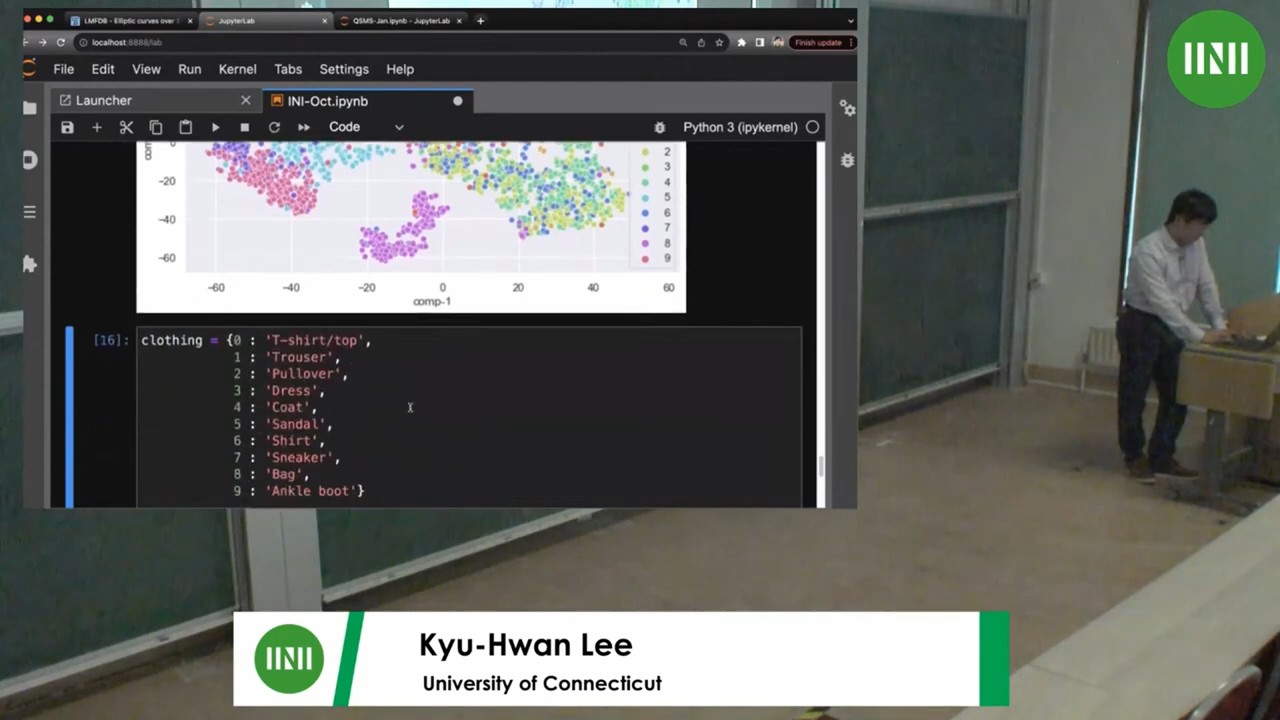 LMFDB - Elliptic curves over
JupyterLab
QSMS-Jan.ipynb - JupyterLab
localhost:8888/lab
Finish update
File Edit View Run Kernel Tabs Settings Help
Launcher
INI-Oct.ipynb
Code
Python 3 (ipykernel)
−20
−40
−60
−60 −40 −20 0 20 40 60
comp-1
2
3
4
5
6
7
8
9
[16]: clothing = {0 : 'T-shirt/top',
1 : 'Trouser',
2 : 'Pullover',
3 : 'Dress',
4 : 'Coat',
5 : 'Sandal',
6 : 'Shirt',
7 : 'Sneaker',
8 : 'Bag',
9 : 'Ankle boot'}
Kyu-Hwan Lee
University of Connecticut